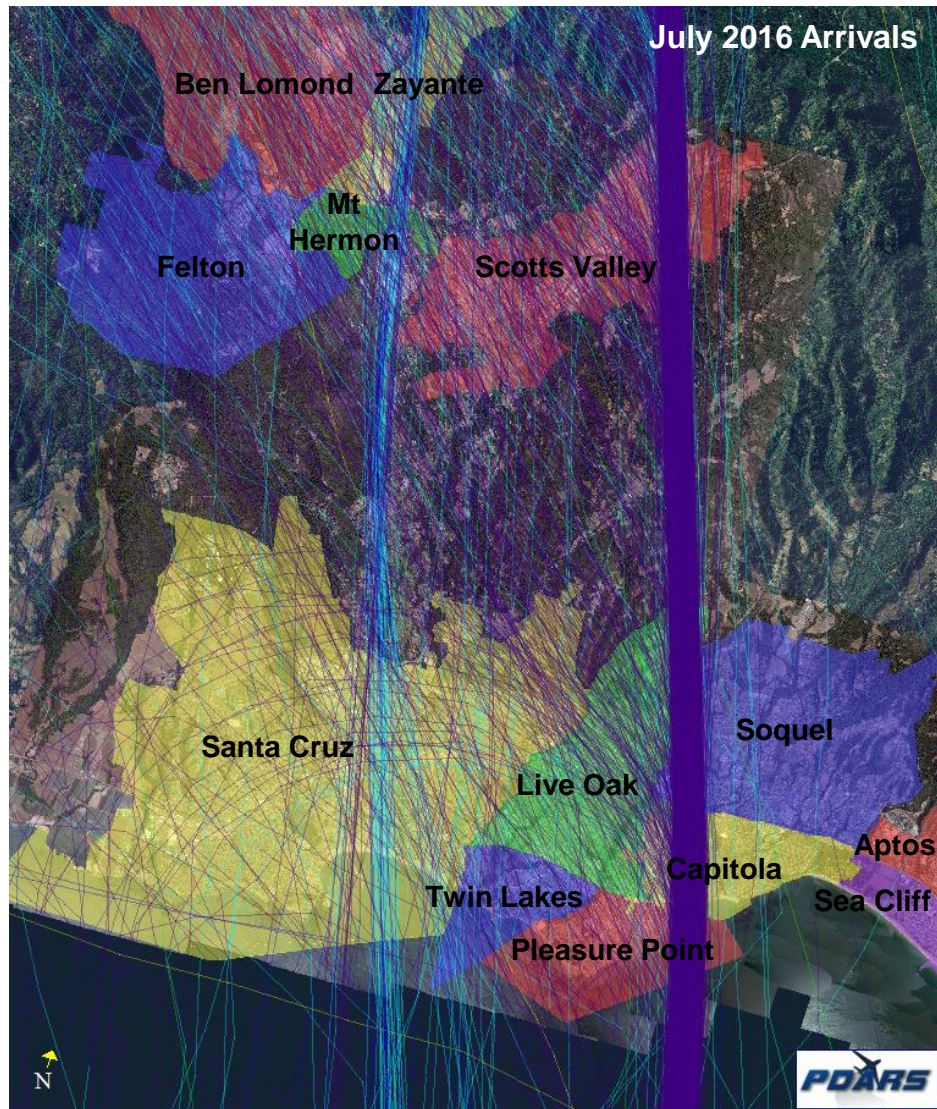 July 2016 Arrivals
Ben Lomond
Zayante
Mt
Hermon
Felton
Scotts Valley
Santa Cruz
Soquel
Live Oak
Aptos
Capitola
Twin Lakes
Sea Cliff
Pleasure Point
N
PDARS